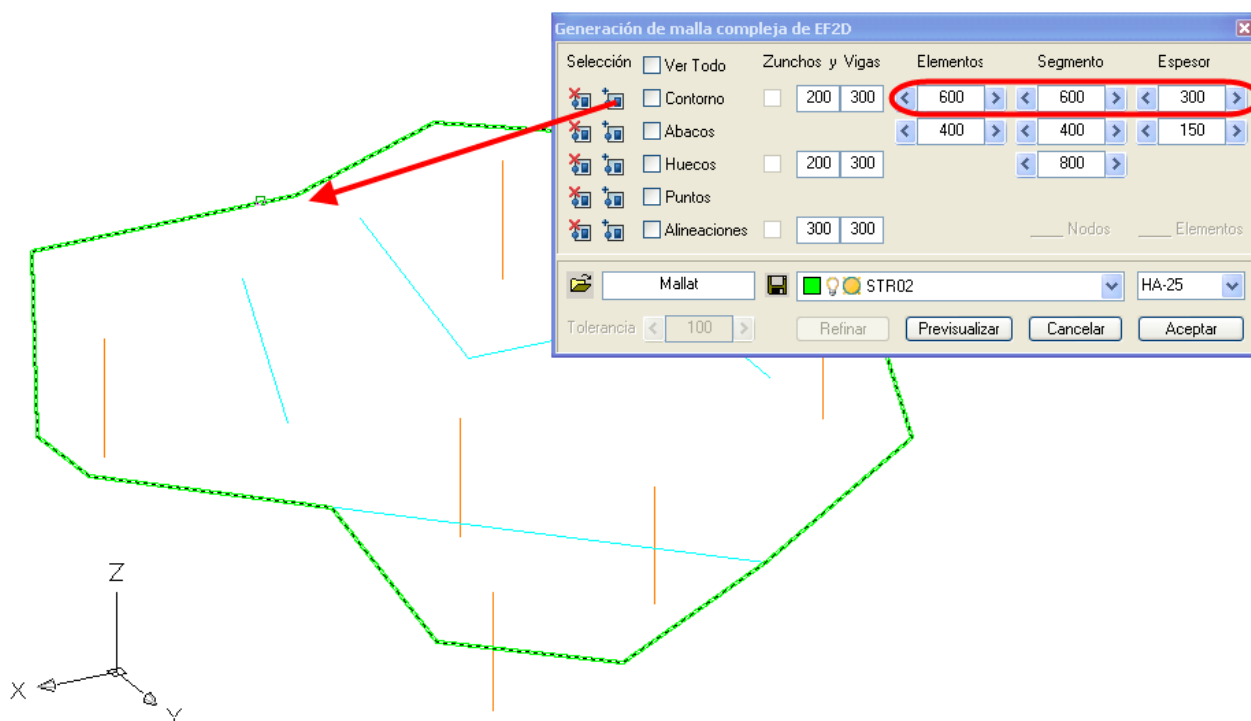 Generación de malla compleja de EF2D
Selección Ver Todo Zunchos y Vigas Elementos Segmento Espesor
Contorno 200 300 600 600 300
Abacos 400 400 150
Huecos 200 300 800
Puntos
Alineaciones 300 300 ____ Nodos ____ Elementos
Mallat STR02 HA-25
Tolerancia 100 Refinar Previsualizar Cancelar Aceptar
Z
X
Y